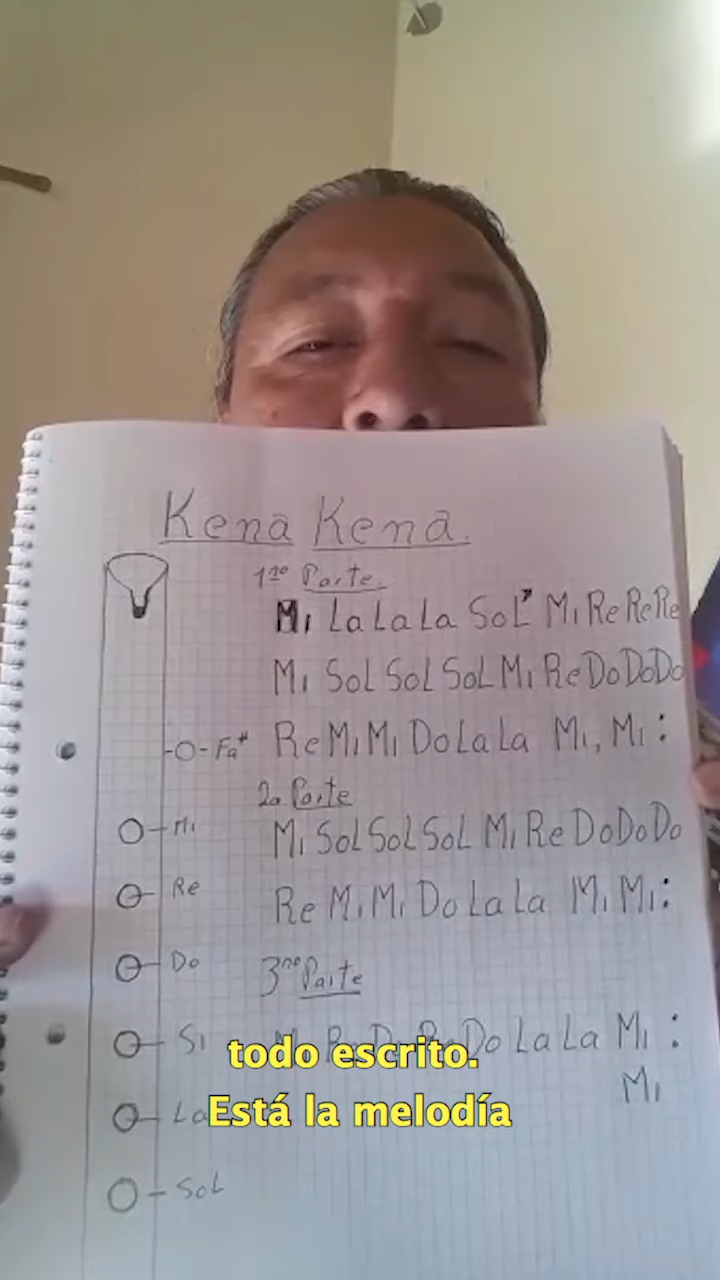 Kena Kena.
1ra Parte.
Mi La La La SoL' Mi Re Re Re
Mi SoL SoL SoL Mi Re Do Do Do
Fa# Re Mi Mi Do La La Mi, Mi :
2a Parte
Mi Mi SoL SoL SoL Mi Re Do Do Do
Re Re Mi Mi Do La La Mi Mi :
Do 3ra Parte
Si Do La La Mi :
todo escrito.
Mi
La
Está la melodía
SoL